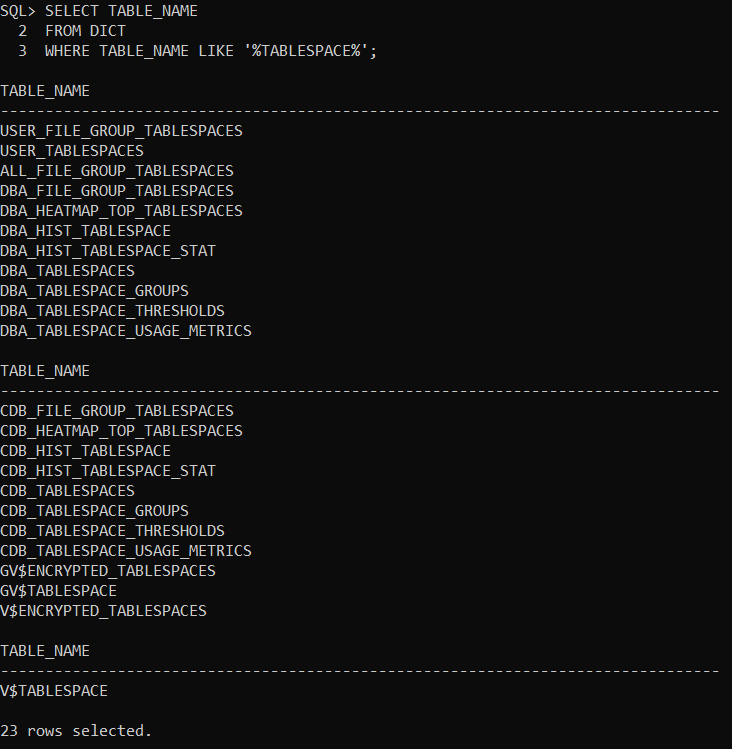 SQL> SELECT TABLE_NAME
  2  FROM DICT
  3  WHERE TABLE_NAME LIKE '%TABLESPACE%';

TABLE_NAME
--------------------------------------------------------------------------------
USER_FILE_GROUP_TABLESPACES
USER_TABLESPACES
ALL_FILE_GROUP_TABLESPACES
DBA_FILE_GROUP_TABLESPACES
DBA_HEATMAP_TOP_TABLESPACES
DBA_HIST_TABLESPACE
DBA_HIST_TABLESPACE_STAT
DBA_TABLESPACES
DBA_TABLESPACE_GROUPS
DBA_TABLESPACE_THRESHOLDS
DBA_TABLESPACE_USAGE_METRICS

TABLE_NAME
--------------------------------------------------------------------------------
CDB_FILE_GROUP_TABLESPACES
CDB_HEATMAP_TOP_TABLESPACES
CDB_HIST_TABLESPACE
CDB_HIST_TABLESPACE_STAT
CDB_TABLESPACES
CDB_TABLESPACE_GROUPS
CDB_TABLESPACE_THRESHOLDS
CDB_TABLESPACE_USAGE_METRICS
GV$ENCRYPTED_TABLESPACES
GV$TABLESPACE
V$ENCRYPTED_TABLESPACES

TABLE_NAME
--------------------------------------------------------------------------------
V$TABLESPACE

23 rows selected.